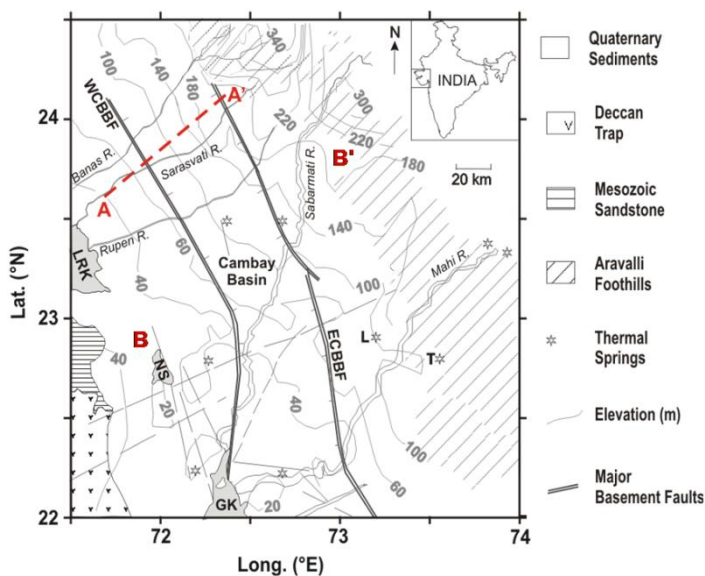 N
INDIA
20 km
24
23
22
Lat. (°N)
72
73
74
Long. (°E)
100
140
180
340
300
220
220
180
WCBBF
A'
A
B'
B
Banas R.
Sarasvati R.
Rupen R.
Sabarmati R.
Mahi R.
LRK
60
40
140
100
Cambay
Basin
ECBBF
L
T
40
NS
20
40
100
60
GK
20
Quaternary
Sediments
Deccan
Trap
Mesozoic
Sandstone
Aravalli
Foothills
Thermal
Springs
Elevation (m)
Major
Basement Faults